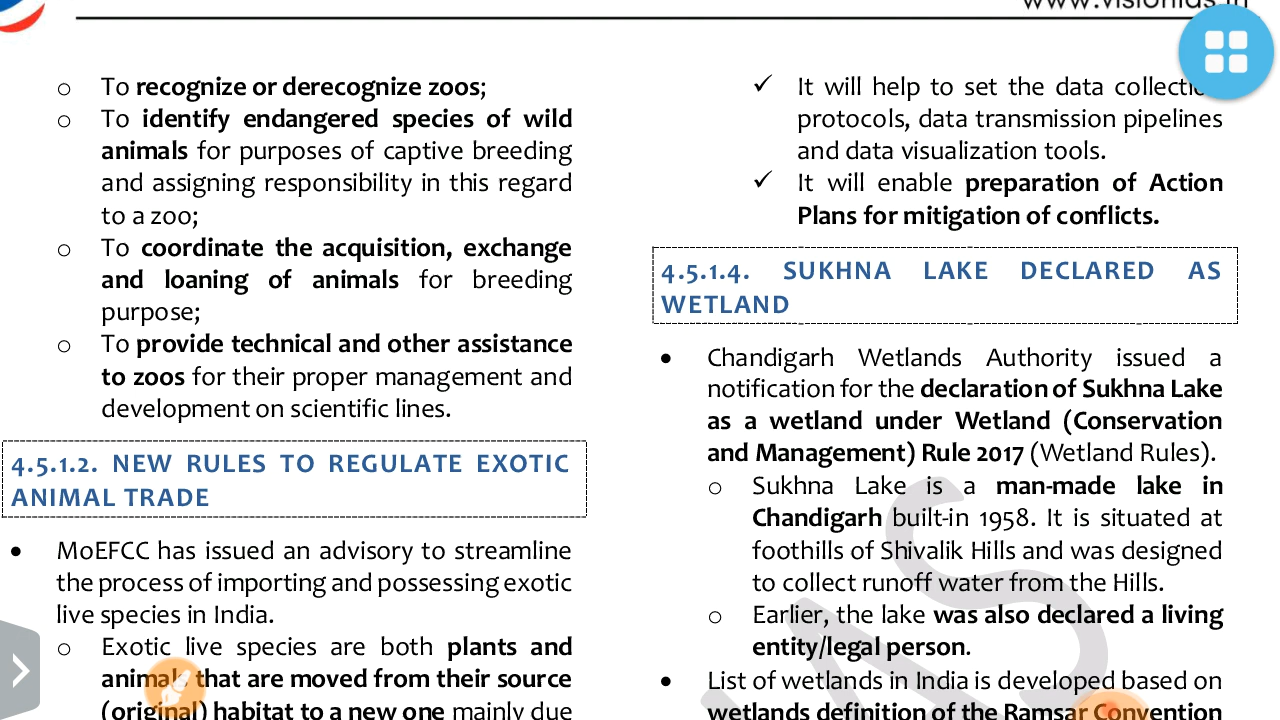 www.visionias.in
o To recognize or derecognize zoos;
o To identify endangered species of wild
animals for purposes of captive breeding
and assigning responsibility in this regard
to a zoo;
o To coordinate the acquisition, exchange
and loaning of animals for breeding
purpose;
o To provide technical and other assistance
to zoos for their proper management and
development on scientific lines.
4.5.1.2. NEW RULES TO REGULATE EXOTIC
ANIMAL TRADE
• MoEFCC has issued an advisory to streamline
the process of importing and possessing exotic
live species in India.
o Exotic live species are both plants and
animals that are moved from their source
(original) habitat to a new one mainly due
✓ It will help to set the data collection
protocols, data transmission pipelines
and data visualization tools.
✓ It will enable preparation of Action
Plans for mitigation of conflicts.
4.5.1.4. SUKHNA LAKE DECLARED AS
WETLAND
• Chandigarh Wetlands Authority issued a
notification for the declaration of Sukhna Lake
as a wetland under Wetland (Conservation
and Management) Rule 2017 (Wetland Rules).
o Sukhna Lake is a man-made lake in
Chandigarh built-in 1958. It is situated at
foothills of Shivalik Hills and was designed
to collect runoff water from the Hills.
o Earlier, the lake was also declared a living
entity/legal person.
• List of wetlands in India is developed based on
wetlands definition of the Ramsar Convention